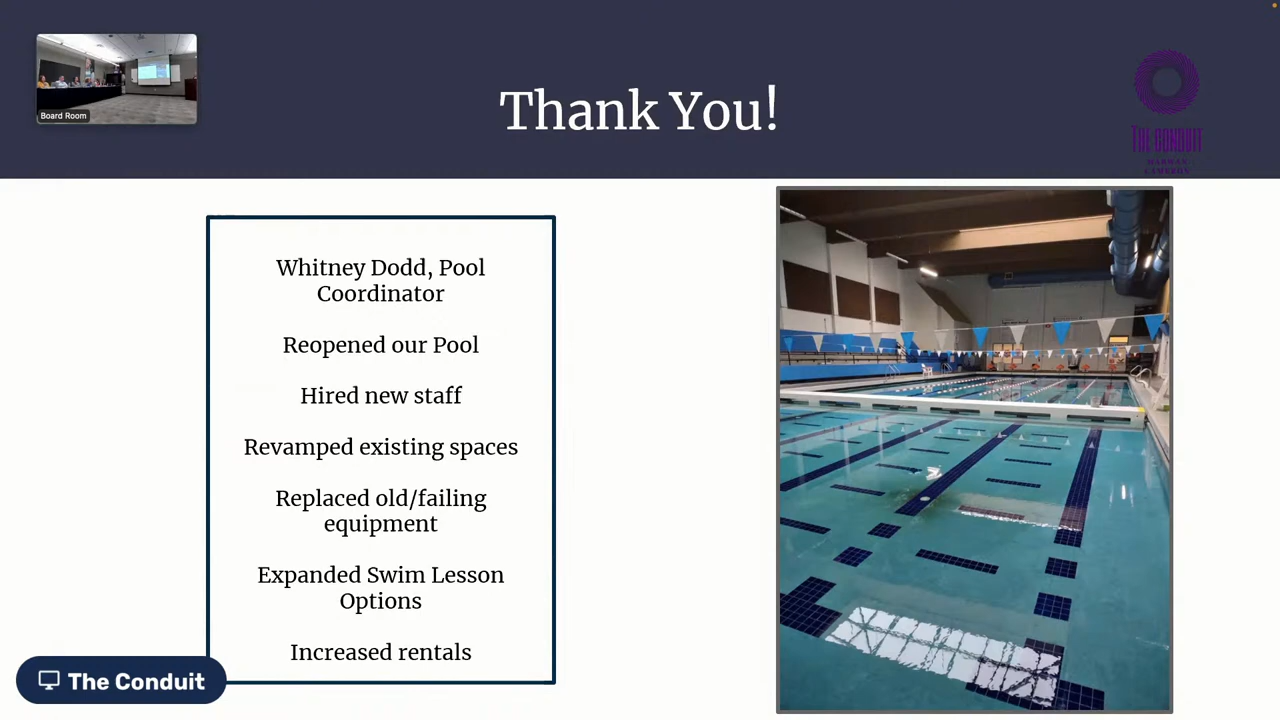 Board Room
Thank You!
THE CONDUIT
Whitney Dodd, Pool
Coordinator
Reopened our Pool
Hired new staff
Revamped existing spaces
Replaced old/failing
equipment
Expanded Swim Lesson
Options
Increased rentals
The Conduit